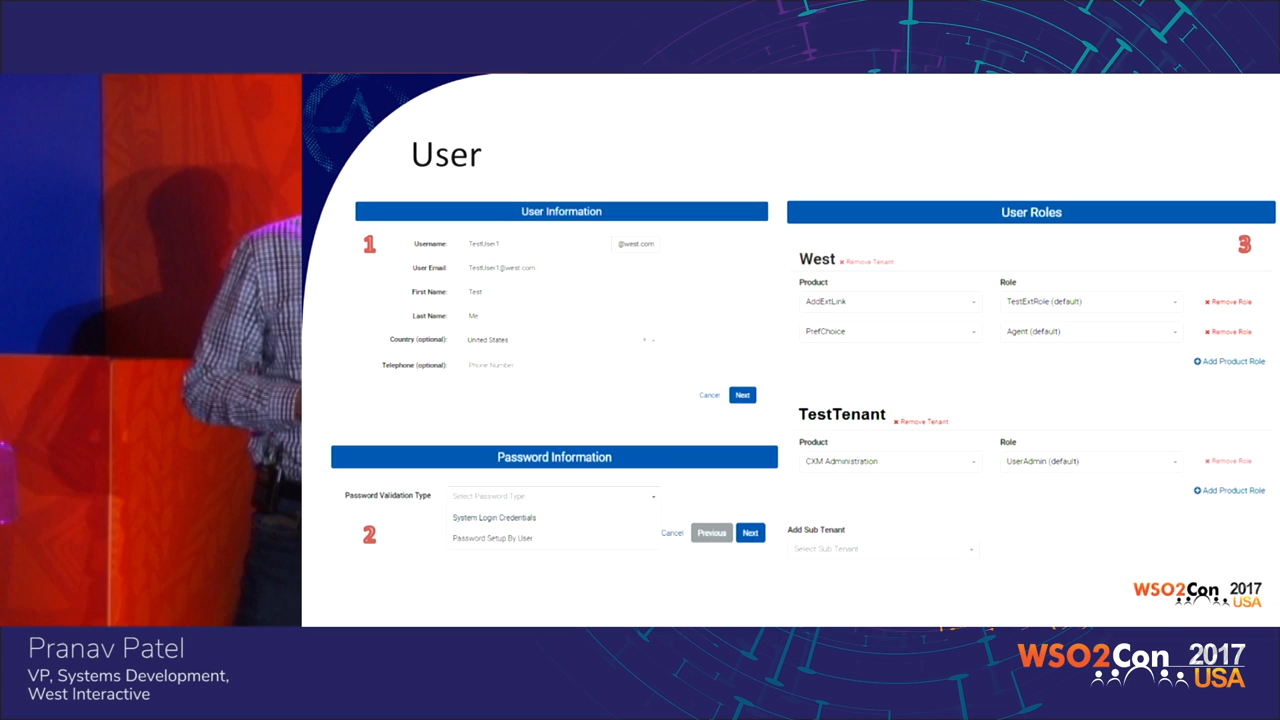 User
User Information
1
Username: TestUser1 @west.com
User Email: TestUser1@west.com
First Name: Test
Last Name: Me
Country (optional): United States × 
Telephone (optional): Phone Number
Cancel Next
Password Information
Password Validation Type Select Password Type
System Login Credentials
2
Password Setup By User
Cancel Previous Next
User Roles
3
West × Remove Tenant
Product Role
AddExtLink TestExtRole (default) × Remove Role
PrefChoice Agent (default) × Remove Role
Add Product Role
TestTenant × Remove Tenant
Product Role
CXM Administration UserAdmin (default) × Remove Role
Add Product Role
Add Sub Tenant
Select Sub Tenant
WSO2Con 2017
USA
Pranav Patel
VP, Systems Development,
West Interactive
WSO2Con 2017
USA